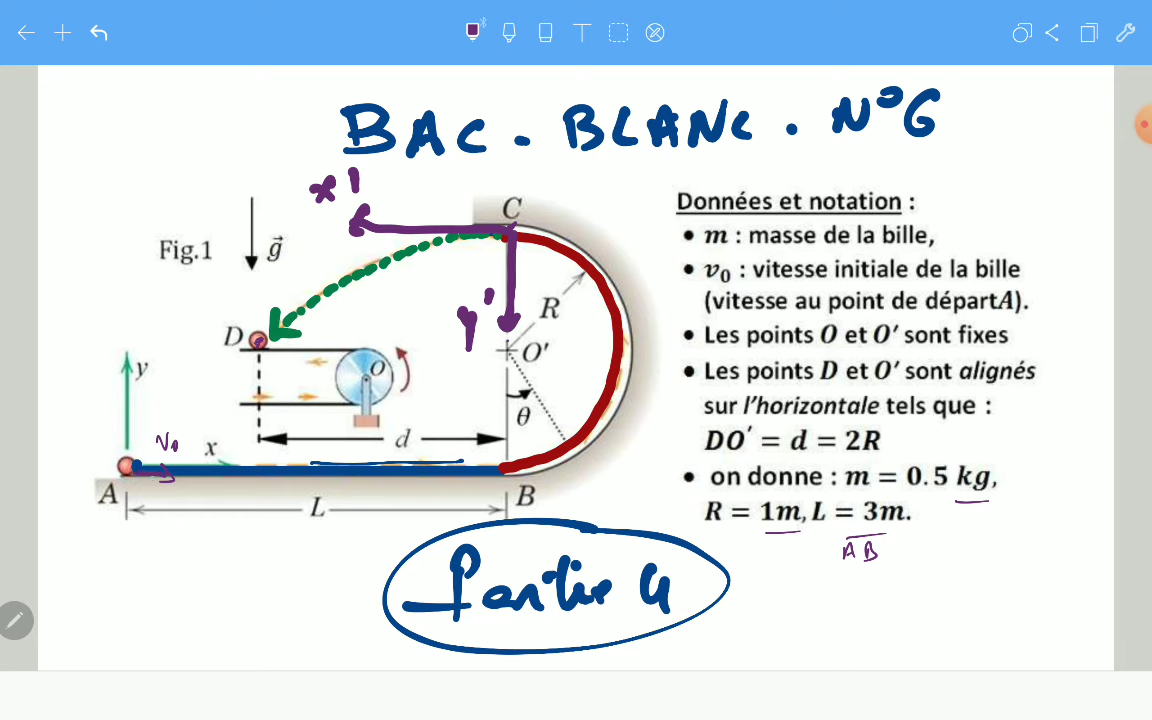 BAC. BLANC. N°6
x'
C
Fig.1
g⃗
Données et notation :
• m : masse de la bille,
• v₀ : vitesse initiale de la bille
(vitesse au point de départA).
• Les points O et O' sont fixes
• Les points D et O' sont alignés
sur l'horizontale tels que :
DO' = d = 2R
• on donne : m = 0.5 kg,
R = 1m, L = 3m.
AB
R
y'
D
O'
O
y
θ
V₀
x
d
A
B
L
Partie 4